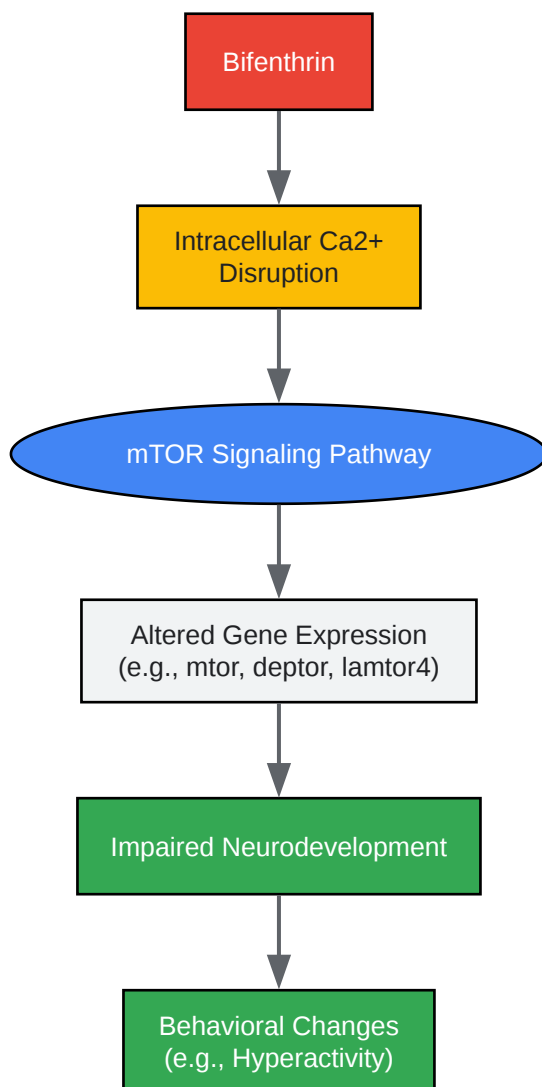 Bifenthrin
Intracellular Ca2+
Disruption
mTOR Signaling Pathway
Altered Gene Expression
(e.g., mtor, deptor, lamtor4)
Impaired Neurodevelopment
Behavioral Changes
(e.g., Hyperactivity)